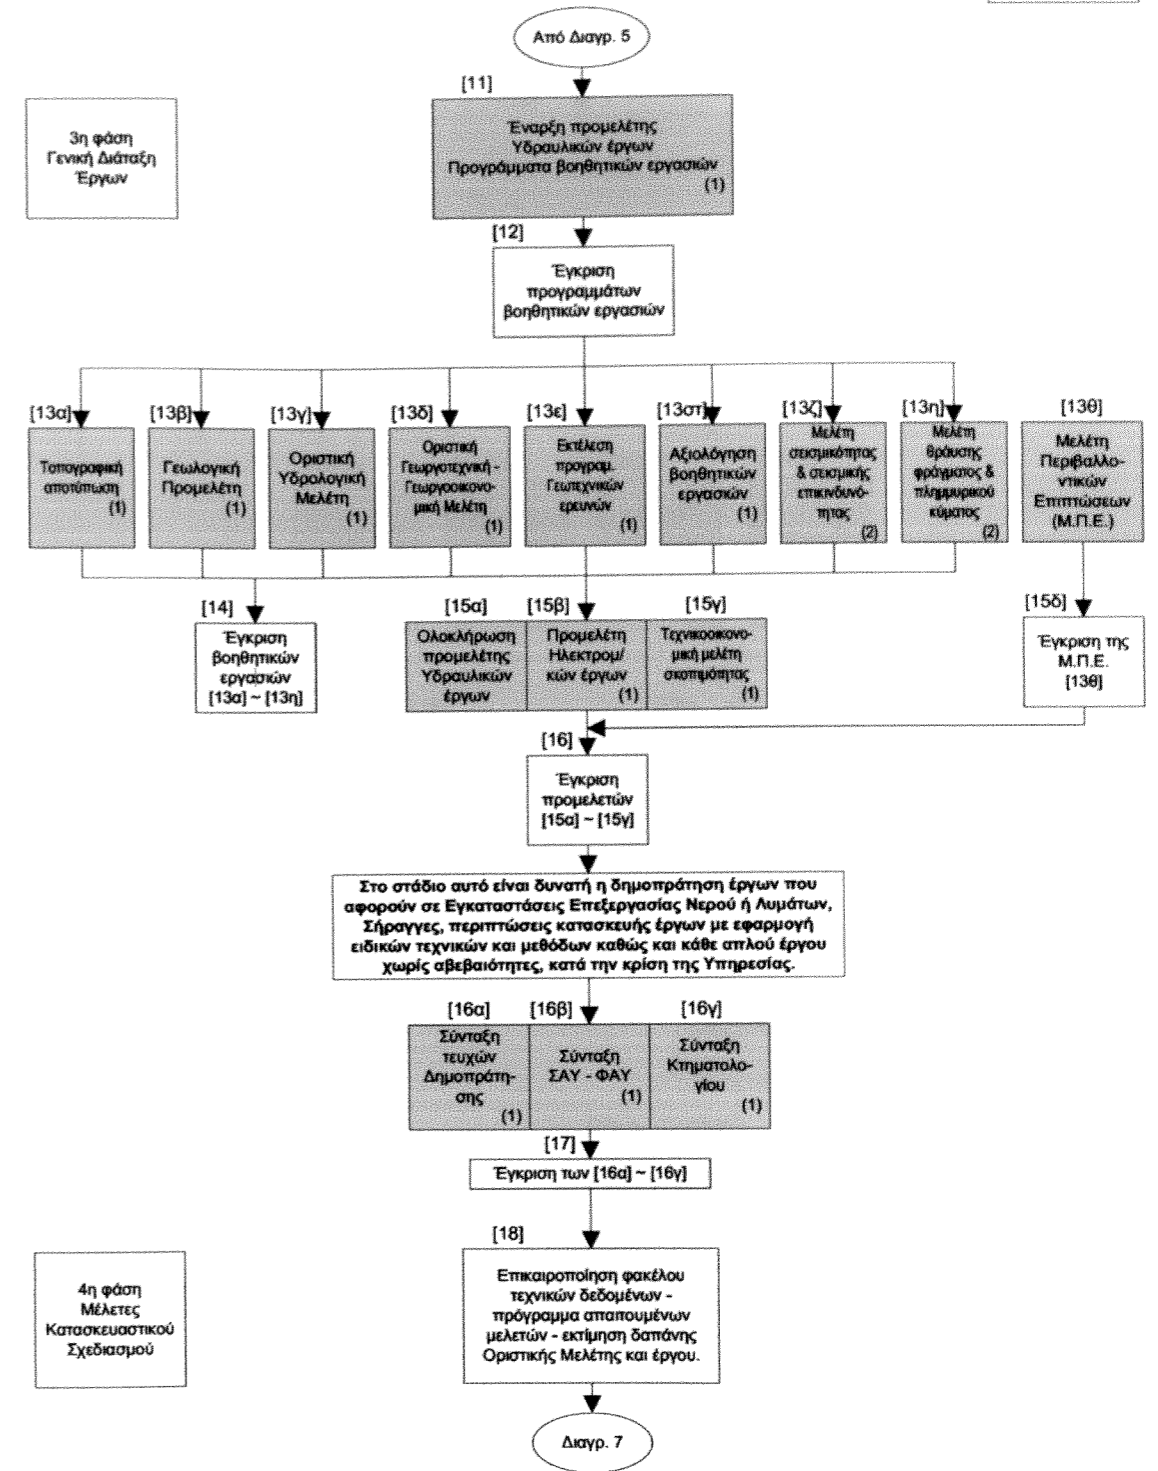 Από Διαγρ. 5
[11]
3η φάση
Γενική Διάταξη
Έργων
Έναρξη προμελέτης
Υδραυλικών έργων
Προγράμματα βοηθητικών εργασιών
(1)
[12]
Έγκριση
προγραμμάτων
βοηθητικών εργασιών
[13α]
Τοπογραφική
αποτύπωση
(1)
[13β]
Γεωλογική
Προμελέτη
(1)
[13γ]
Οριστική
Υδρολογική
Μελέτη
(1)
[13δ]
Οριστική
Γεωργοτεχνική -
Γεωργοοικονο-
μική Μελέτη
(1)
[13ε]
Εκτέλεση
προγραμ.
Γεωτεχνικών
ερευνών
(1)
[13στ]
Αξιολόγηση
βοηθητικών
εργασιών
(1)
[13ζ]
Μελέτη
σεισμικότητας
& σεισμικής
επικινδυνό-
τητας
(2)
[13η]
Μελέτη
θραύσης
φράγματος &
πλημμυρικού
κύματος
(2)
[13θ]
Μελέτη
Περιβαλλο-
ντικών
Επιπτώσεων
(Μ.Π.Ε.)
[14]
Έγκριση
βοηθητικών
εργασιών
[13α] ~ [13η]
[15α]
Ολοκλήρωση
προμελέτης
Υδραυλικών
έργων
[15β]
Προμελέτη
Ηλεκτρομ/
κών έργων
(1)
[15γ]
Τεχνικοοικονο-
μική μελέτη
σκοπιμότητας
(1)
[15δ]
Έγκριση της
Μ.Π.Ε.
[13θ]
[16]
Έγκριση
προμελετών
[15α] ~ [15γ]
Στο στάδιο αυτό είναι δυνατή η δημοπράτηση έργων που
αφορούν σε Εγκαταστάσεις Επεξεργασίας Νερού ή Λυμάτων,
Σήραγγες, περιπτώσεις κατασκευής έργων με εφαρμογή
ειδικών τεχνικών και μεθόδων καθώς και κάθε απλού έργου
χωρίς αβεβαιότητες, κατά την κρίση της Υπηρεσίας.
[16α]
Σύνταξη
τευχών
Δημοπράτη-
σης
(1)
[16β]
Σύνταξη
ΣΑΥ - ΦΑΥ
(1)
[16γ]
Σύνταξη
Κτηματολο-
γίου
(1)
[17]
Έγκριση των [16α] ~ [16γ]
[18]
4η φάση
Μέλετες
Κατασκευαστικού
Σχεδιασμού
Επικαιροποίηση φακέλου
τεχνικών δεδομένων -
πρόγραμμα απαιτουμένων
μελετών - εκτίμηση δαπάνης
Οριστικής Μελέτης και έργου.
Διαγρ. 7